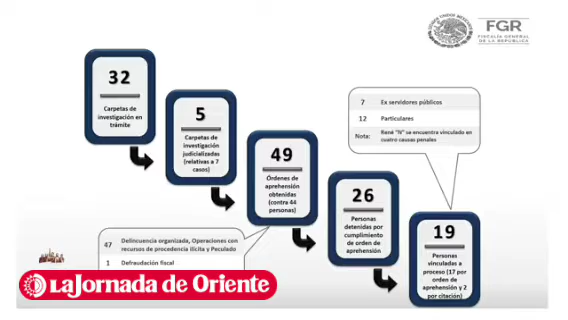 FGR
FISCALÍA GENERAL
DE LA REPÚBLICA
32
Carpetas de
investigación en
trámite
5
Carpetas de
investigación
judicializadas
(relativas a 7
casos)
49
Órdenes de
aprehensión
obtenidas
(contra 44
personas)
26
Personas
detenidas por
cumplimiento
de orden de
aprehensión
19
Personas
vinculadas a
proceso (17 por
orden de
aprehensión y 2
por citación)
7 Ex servidores públicos
12 Particulares
Nota: René "N" se encuentra vinculado en
cuatro causas penales
47 Delincuencia organizada, Operaciones con
recursos de procedencia ilícita y Peculado
1 Defraudación fiscal
LaJornada de Oriente